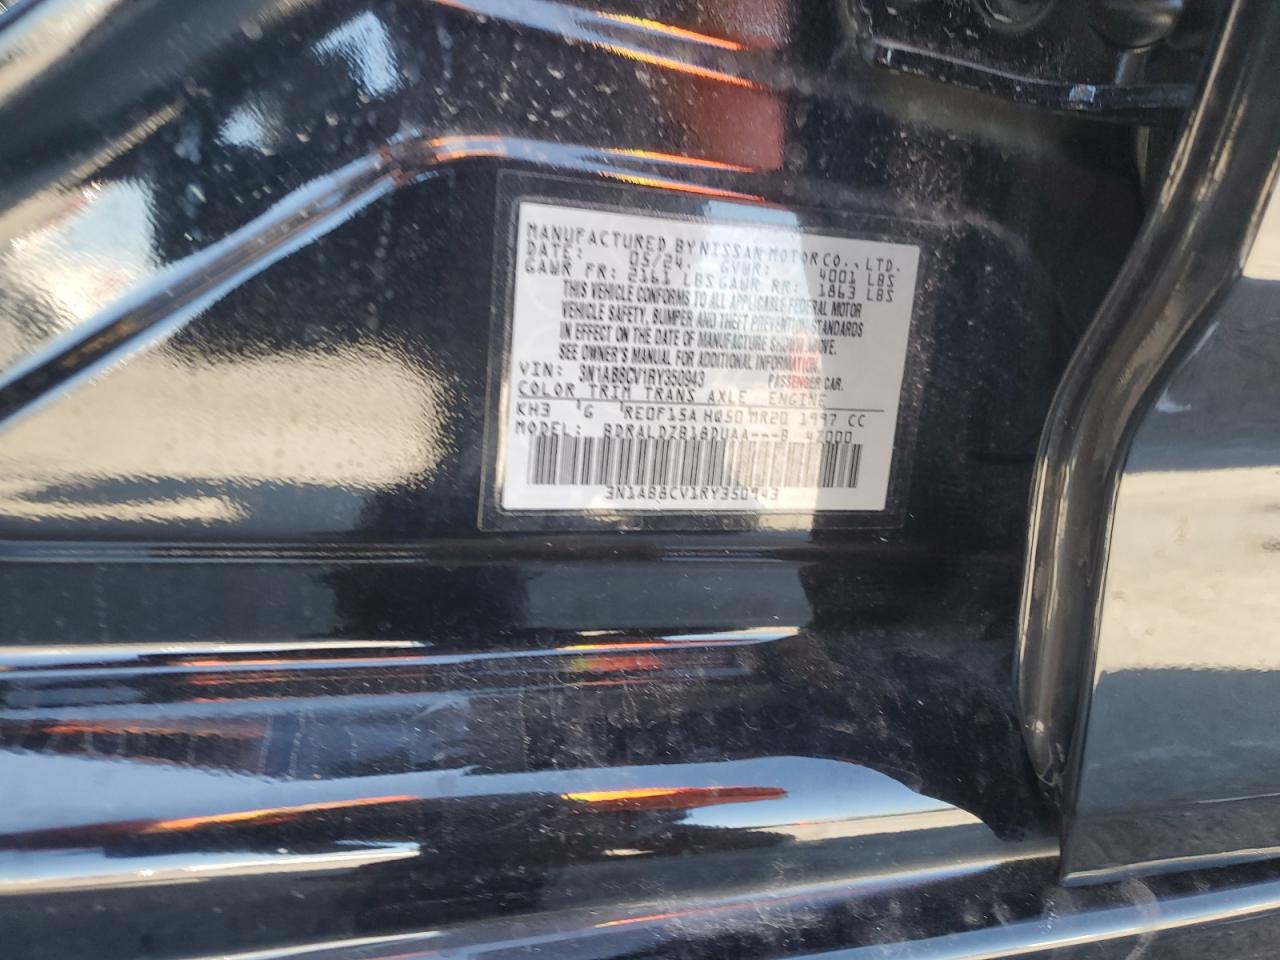 MANUFACTURED BY NISSAN MOTOR CO., LTD.
DATE: 05/24 GVWR: 4001 LBS
GAWR FR: 2161 LBS GAWR RR: 1863 LBS
THIS VEHICLE CONFORMS TO ALL APPLICABLE FEDERAL MOTOR
VEHICLE SAFETY, BUMPER AND THEFT PREVENTION STANDARDS
IN EFFECT ON THE DATE OF MANUFACTURE SHOWN ABOVE.
SEE OWNER'S MANUAL FOR ADDITIONAL INFORMATION.
VIN: 3N1AB8CV1RY350943 PASSENGER CAR.
COLOR TRIM TRANS AXLE ENGINE
KH3 G RE0F15A HQ50 MR20 1997 CC
MODEL: BDRALDZB18DUAA---B 47000
3N1AB8CV1RY350943